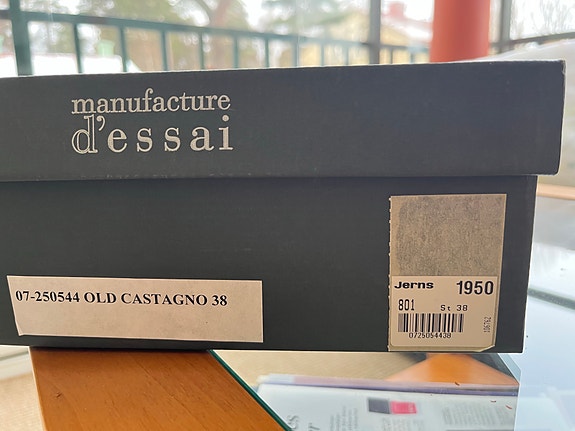 manufacture
d'essai
07-250544 OLD CASTAGNO 38
Jerns 1950
801 St 38
0725054438